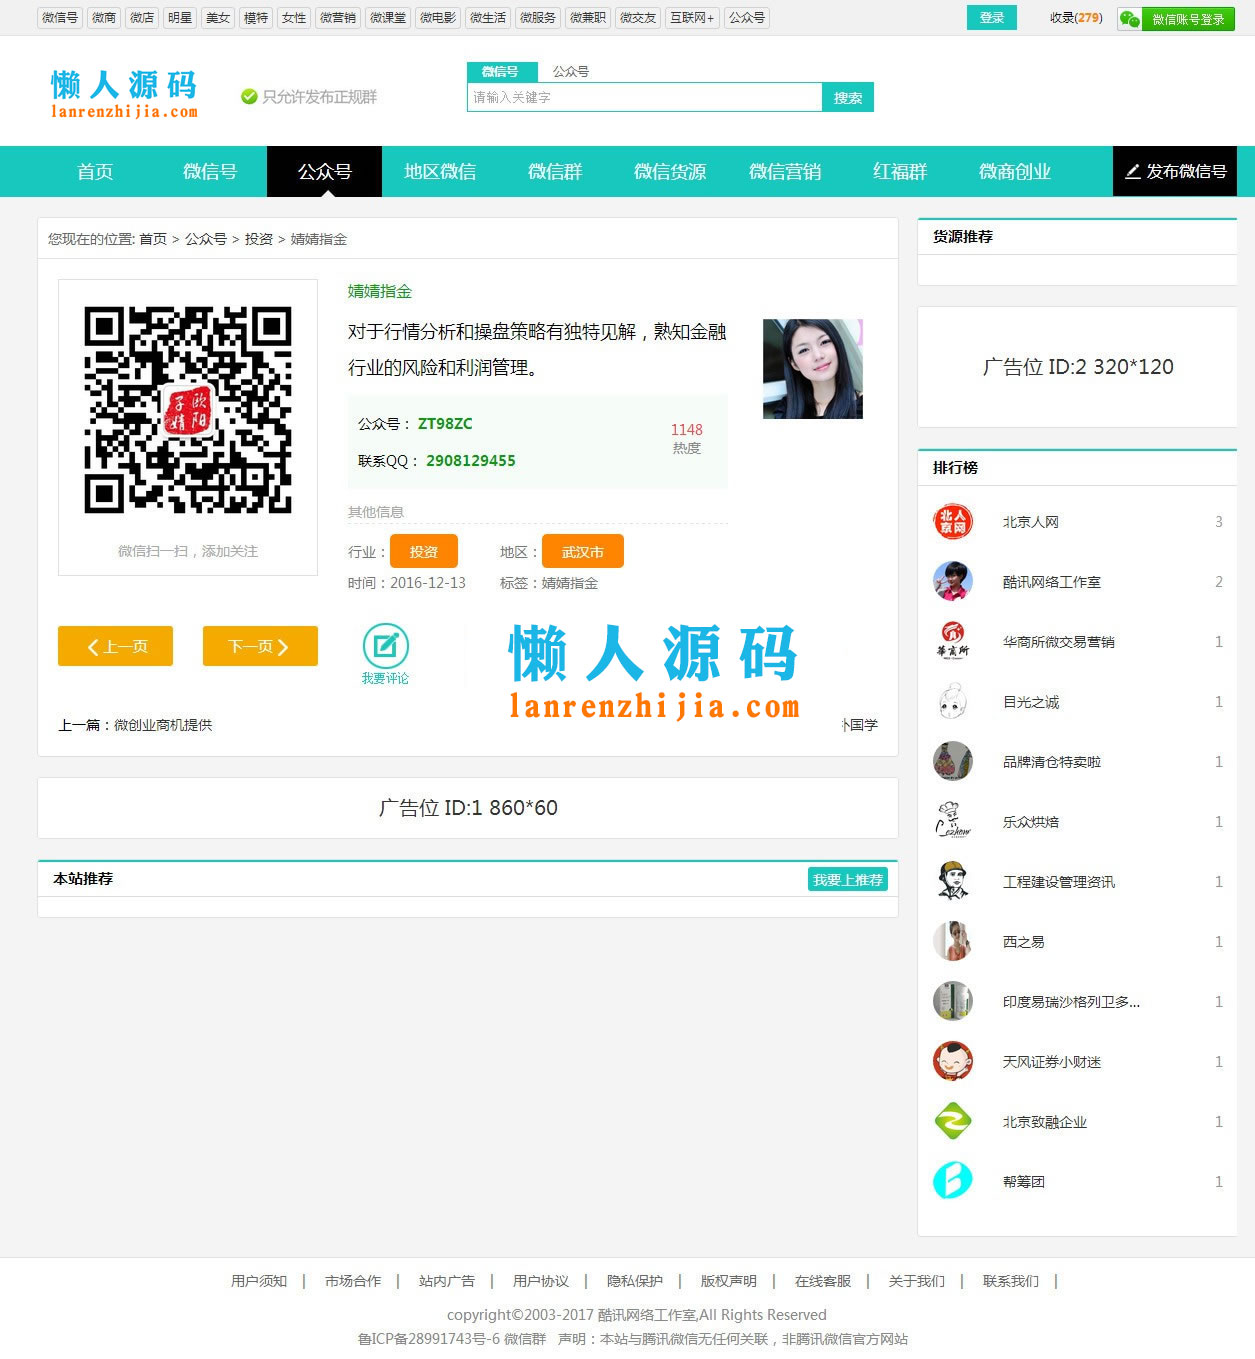 微信号 微商 微店 明星 美女 模特 女性 微营销 微课堂 微电影 微生活 微服务 微兼职 微交友 互联网+ 公众号 登录 收录(279) 微信账号登录
懒人源码
lanrenzhijia.com
只允许发布正规群
微信号 公众号
请输入关键字 搜索
首页 微信号 公众号 地区微信 微信群 微信货源 微信营销 红福群 微商创业 发布微信号
您现在的位置: 首页 > 公众号 > 投资 > 婧婧指金
婧婧指金
对于行情分析和操盘策略有独特见解，熟知金融
行业的风险和利润管理。
公众号： ZT98ZC
联系QQ： 2908129455
1148
热度
欧阳
子婧
微信扫一扫，添加关注
其他信息
行业：投资 地区：武汉市
时间：2016-12-13 标签：婧婧指金
上一页 下一页
我要评论
懒人源码
lanrenzhijia.com
上一篇：微创业商机提供
国学
广告位 ID:1 860*60
本站推荐 我要上推荐
货源推荐
广告位 ID:2 320*120
排行榜
北京人网 3
酷讯网络工作室 2
华商所微交易营销 1
目光之诚 1
品牌清仓特卖啦 1
乐众烘焙 1
工程建设管理资讯 1
西之易 1
印度易瑞沙格列卫多... 1
天风证券小财迷 1
北京致融企业 1
帮筹团 1
用户须知 | 市场合作 | 站内广告 | 用户协议 | 隐私保护 | 版权声明 | 在线客服 | 关于我们 | 联系我们 |
copyright©2003-2017 酷讯网络工作室,All Rights Reserved
鲁ICP备28991743号-6 微信群 声明：本站与腾讯微信无任何关联，非腾讯微信官方网站